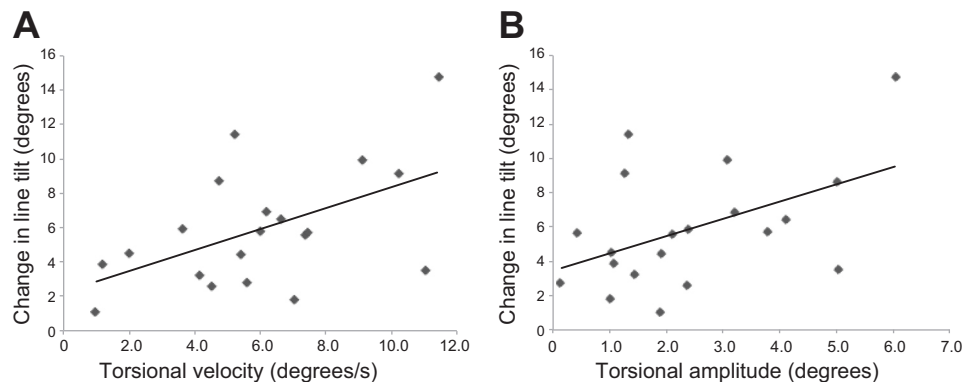 A
Change in line tilt (degrees)
16
14
12
10
8
6
4
2
0
0 2.0 4.0 6.0 8.0 10.0 12.0
Torsional velocity (degrees/s)
B
Change in line tilt (degrees)
16
14
12
10
8
6
4
2
0
0 1.0 2.0 3.0 4.0 5.0 6.0 7.0
Torsional amplitude (degrees)